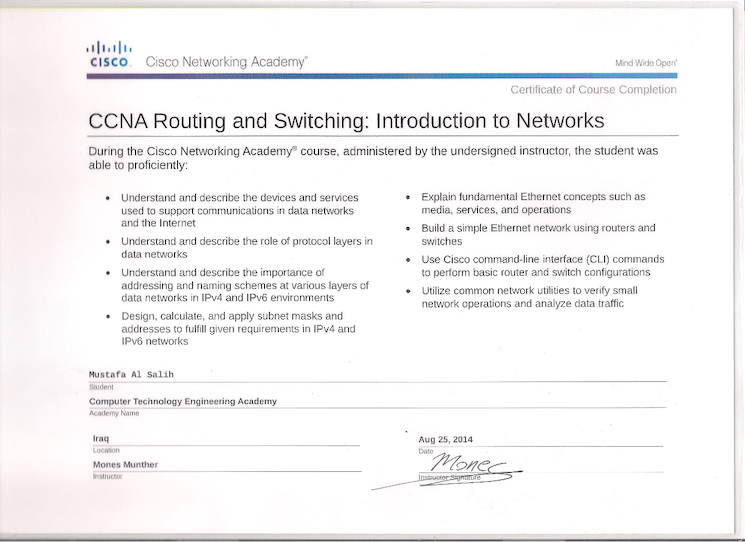 CISCO. Cisco Networking Academy® Mind Wide Open®
Certificate of Course Completion
CCNA Routing and Switching: Introduction to Networks
During the Cisco Networking Academy® course, administered by the undersigned instructor, the student was
able to proficiently:
• Understand and describe the devices and services
used to support communications in data networks
and the Internet
• Understand and describe the role of protocol layers in
data networks
• Understand and describe the importance of
addressing and naming schemes at various layers of
data networks in IPv4 and IPv6 environments
• Design, calculate, and apply subnet masks and
addresses to fulfill given requirements in IPv4 and
IPv6 networks
• Explain fundamental Ethernet concepts such as
media, services, and operations
• Build a simple Ethernet network using routers and
switches
• Use Cisco command-line interface (CLI) commands
to perform basic router and switch configurations
• Utilize common network utilities to verify small
network operations and analyze data traffic
Mustafa Al Salih
Student
Computer Technology Engineering Academy
Academy Name
Iraq
Location
Mones Munther
Instructor
Aug 25, 2014
Date
Mones
Instructor Signature